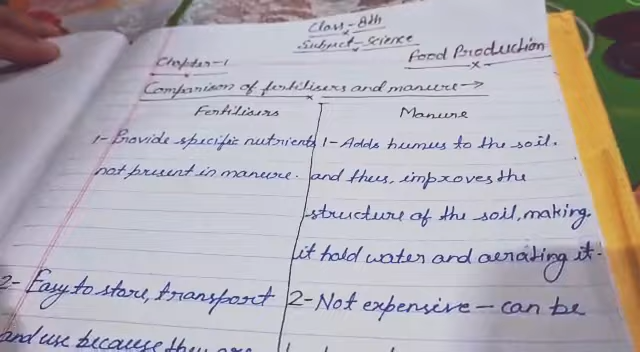 Class-8th
Subject-Science
Chapter-1
Food Production
Comparison of fertilisers and manure→
Fertilisers
Manure
1-Provide specific nutrients
not present in manure.
1-Adds humus to the soil.
and thus, improves the
structure of the soil, making
it hold water and aerating it.
2-Easy to store, transport
and use because they are
2-Not expensive-can be